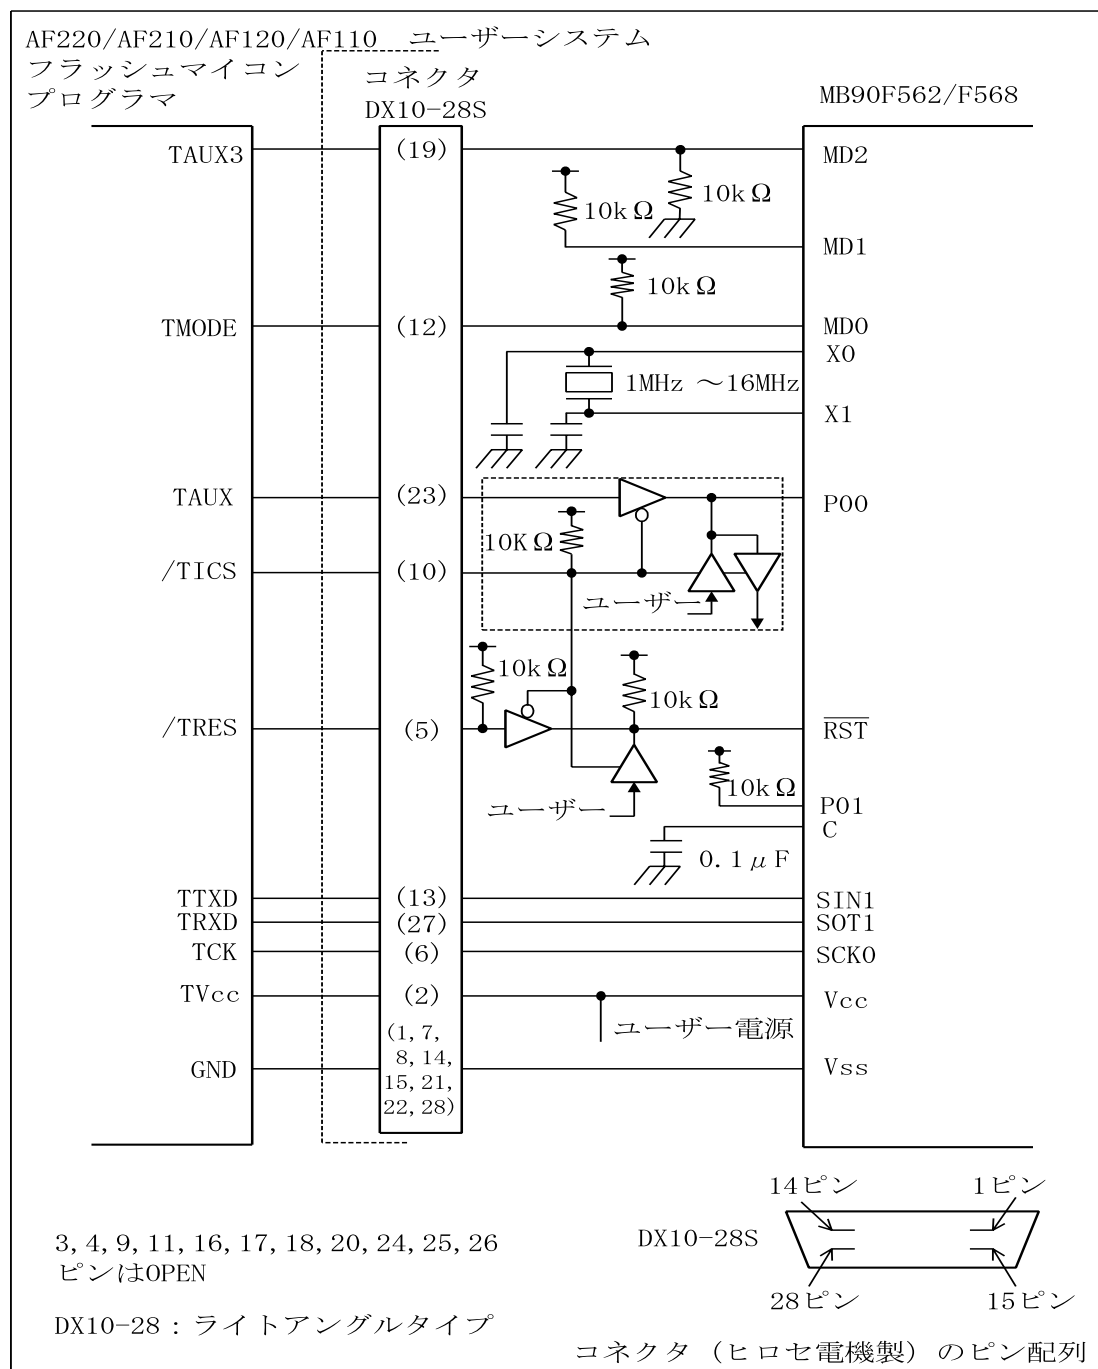 AF220/AF210/AF120/AF110 ユーザーシステム
フラッシュマイコン
プログラマ
コネクタ
DX10-28S
MB90F562/F568
TAUX3 (19) MD2
10kΩ 10kΩ
MD1
10kΩ
TMODE (12) MD0
X0
1MHz ～16MHz
X1
TAUX (23) P00
10KΩ
/TICS (10)
ユーザー
10kΩ 10kΩ
/TRES (5) RST
10kΩ
ユーザー
P01
C
0.1μF
TTXD (13) SIN1
TRXD (27) SOT1
TCK (6) SCK0
TVcc (2) Vcc
ユーザー電源
(1,7,
8,14,
GND Vss
15,21,
22,28)
14ピン 1ピン
DX10-28S
28ピン 15ピン
3,4,9,11,16,17,18,20,24,25,26
ピンはOPEN
DX10-28：ライトアングルタイプ
コネクタ（ヒロセ電機製）のピン配列